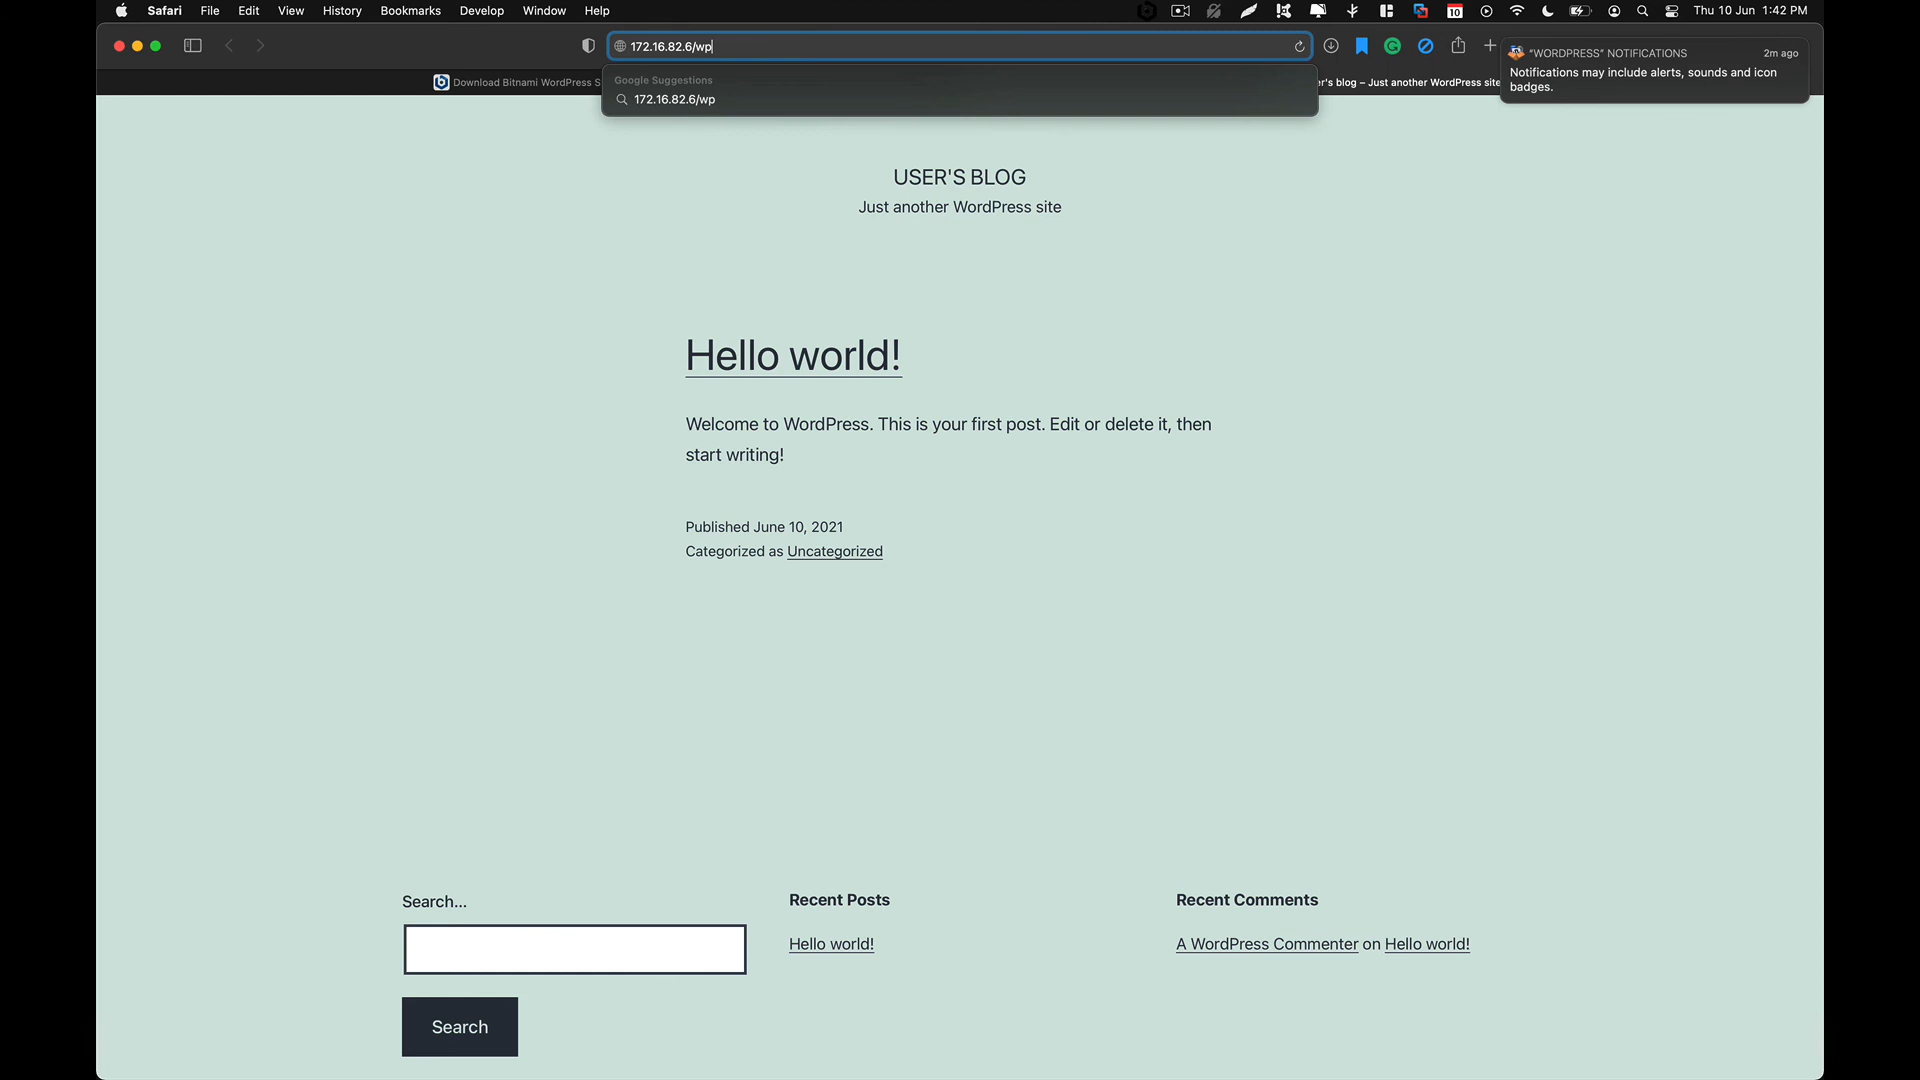 Safari File Edit View History Bookmarks Develop Window Help 10 Thu 10 Jun 1:42 PM
172.16.82.6/wp
"WORDPRESS" NOTIFICATIONS 2m ago
Notifications may include alerts, sounds and icon
badges.
Google Suggestions
172.16.82.6/wp
Download Bitnami WordPress S
er's blog – Just another WordPress site
USER'S BLOG
Just another WordPress site
Hello world!
Welcome to WordPress. This is your first post. Edit or delete it, then
start writing!
Published June 10, 2021
Categorized as Uncategorized
Search...
Search
Recent Posts
Hello world!
Recent Comments
A WordPress Commenter on Hello world!